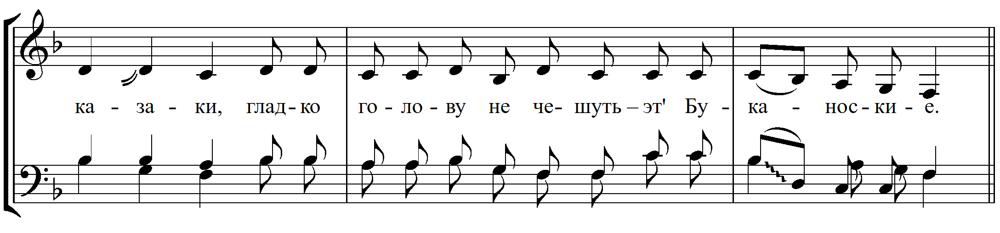 ка - за - ки, глад - ко го - ло - ву не че - шуть – эт' Бу - ка - нос - ки - е.